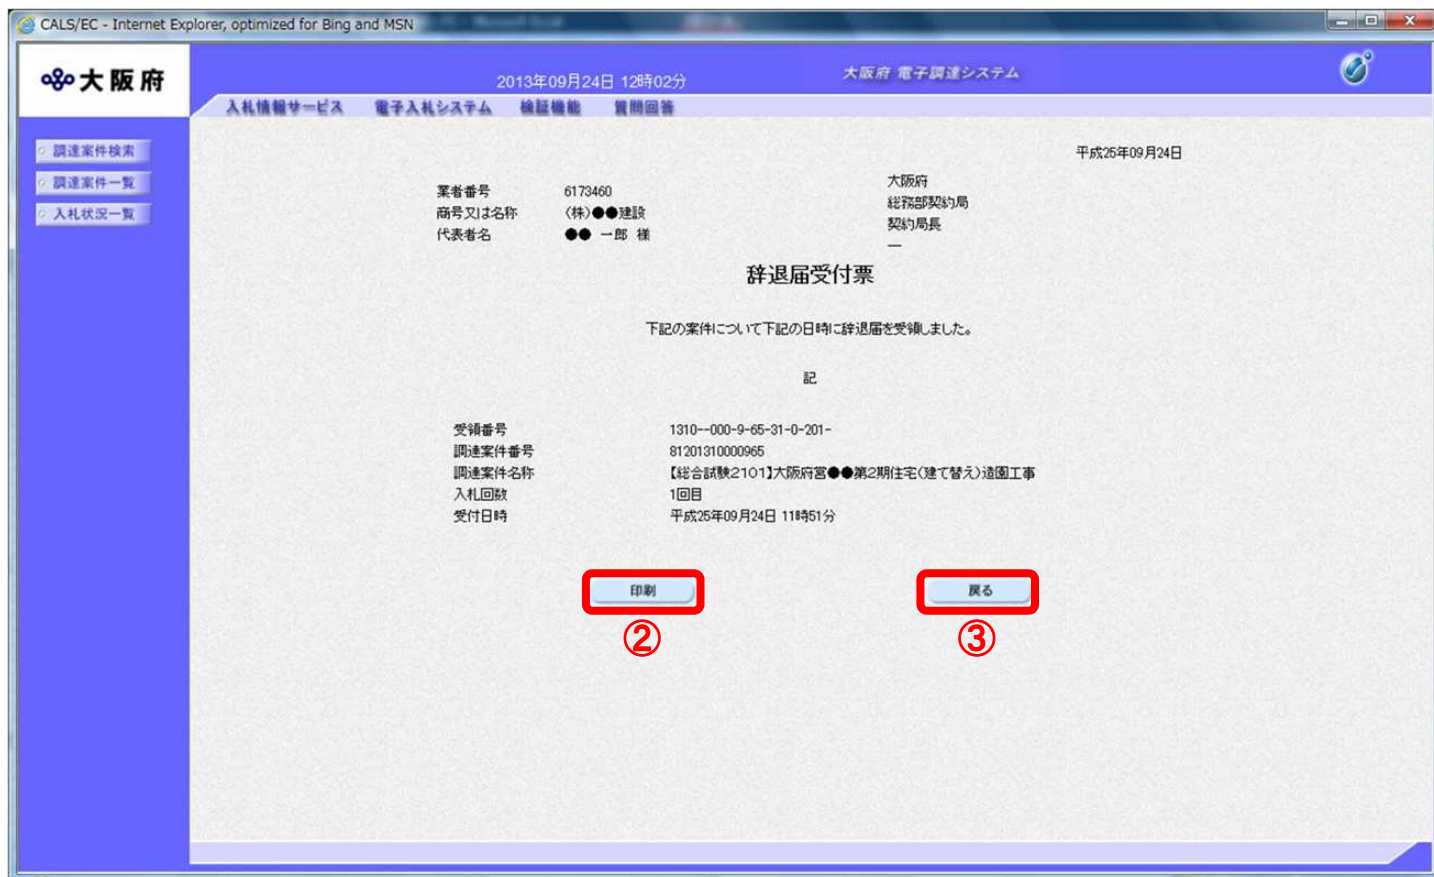 CALS/EC - Internet Explorer, optimized for Bing and MSN
大阪府
2013年09月24日 12時02分
大阪府 電子調達システム
入札情報サービス 電子入札システム 検証機能 質問回答
調達案件検索
調達案件一覧
入札状況一覧
平成25年09月24日
大阪府
総務部契約局
契約局長
―
業者番号 6173460
商号又は名称 (株)●●建設
代表者名 ●● 一郎 様
辞退届受付票
下記の案件について下記の日時に辞退届を受領しました。
記
受領番号 1310--000-9-65-31-0-201-
調達案件番号 81201310000965
調達案件名称 【総合試験2101】大阪府営●●第2期住宅(建て替え)造園工事
入札回数 1回目
受付日時 平成25年09月24日 11時51分
印刷 戻る
② ③